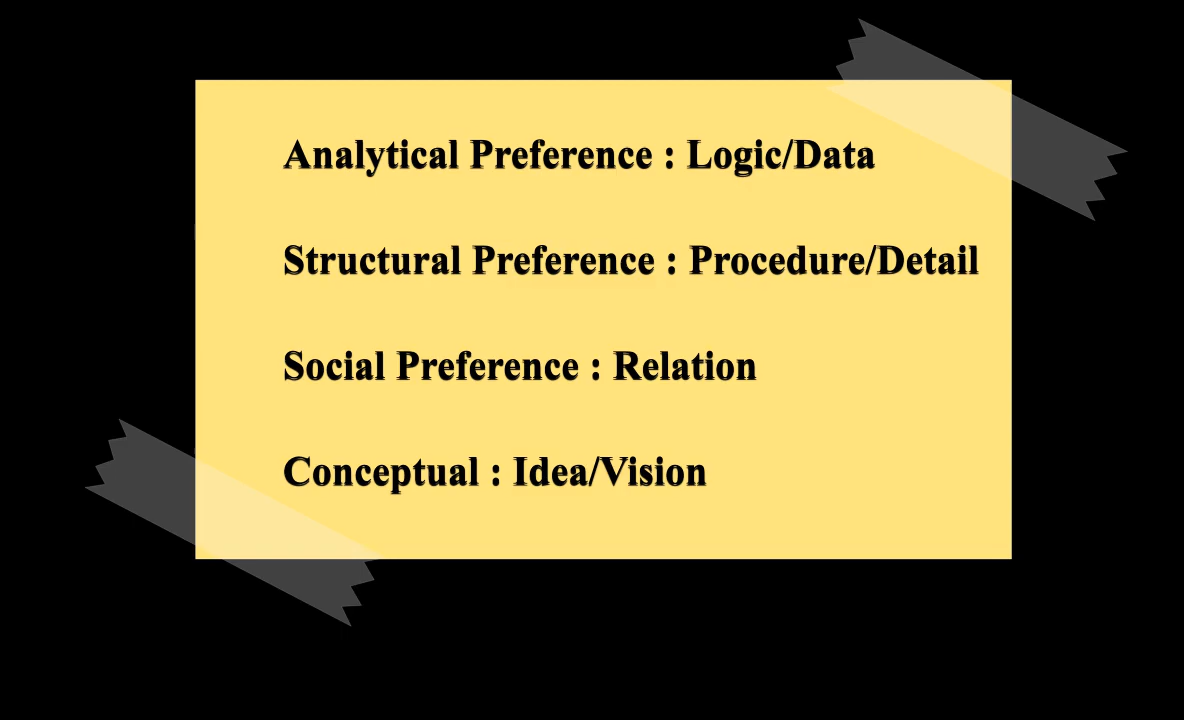 Analytical Preference : Logic/Data
Structural Preference : Procedure/Detail
Social Preference : Relation
Conceptual : Idea/Vision